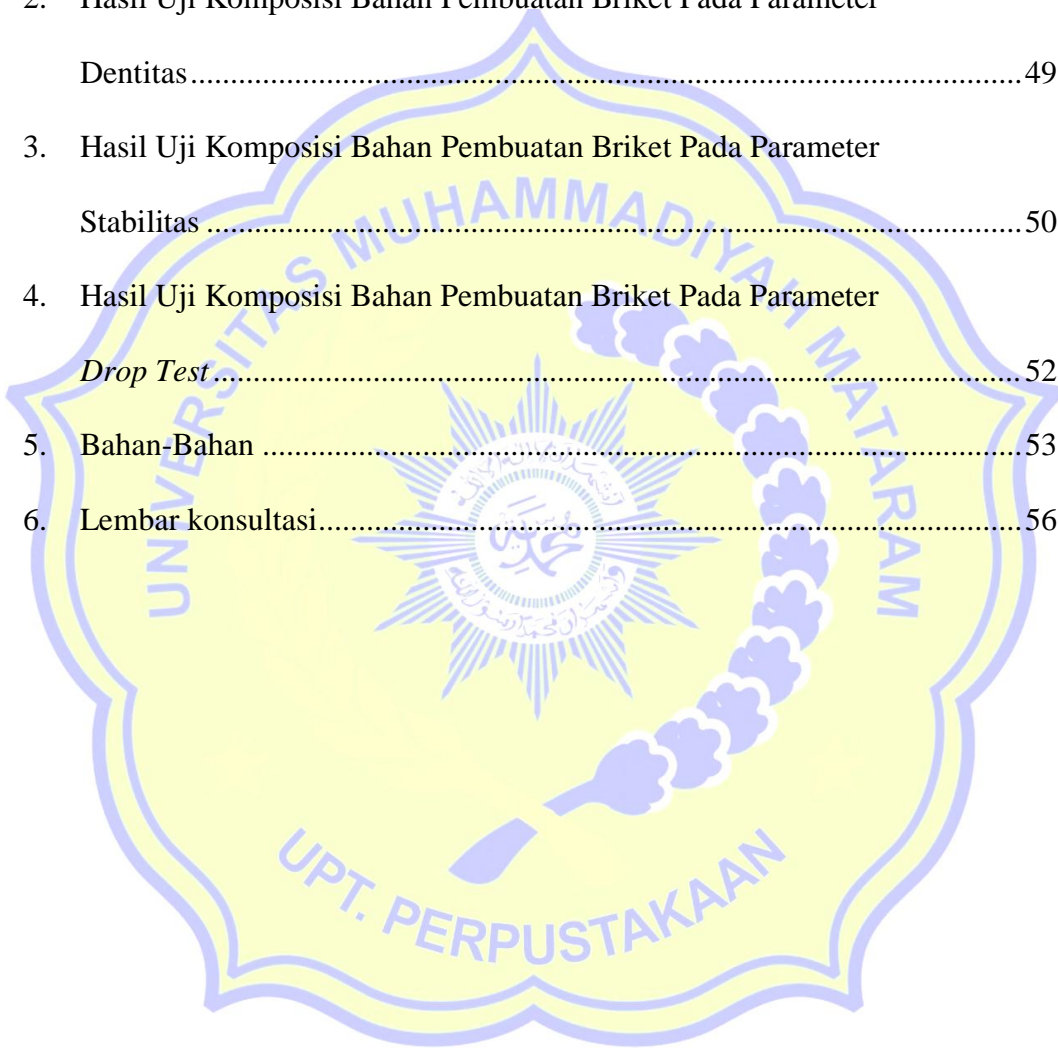 2. Hasil Uji Komposisi Bahan Pembuatan Briket Pada Parameter
Dentitas.....................................................................................................49
3. Hasil Uji Komposisi Bahan Pembuatan Briket Pada Parameter
Stabilitas ...................................................................................................50
4. Hasil Uji Komposisi Bahan Pembuatan Briket Pada Parameter
Drop Test..................................................................................................52
5. Bahan-Bahan ............................................................................................53
6. Lembar konsultasi.....................................................................................56
UNIVERSITAS MUHAMMADIYAH MATARAM
UPT. PERPUSTAKAAN